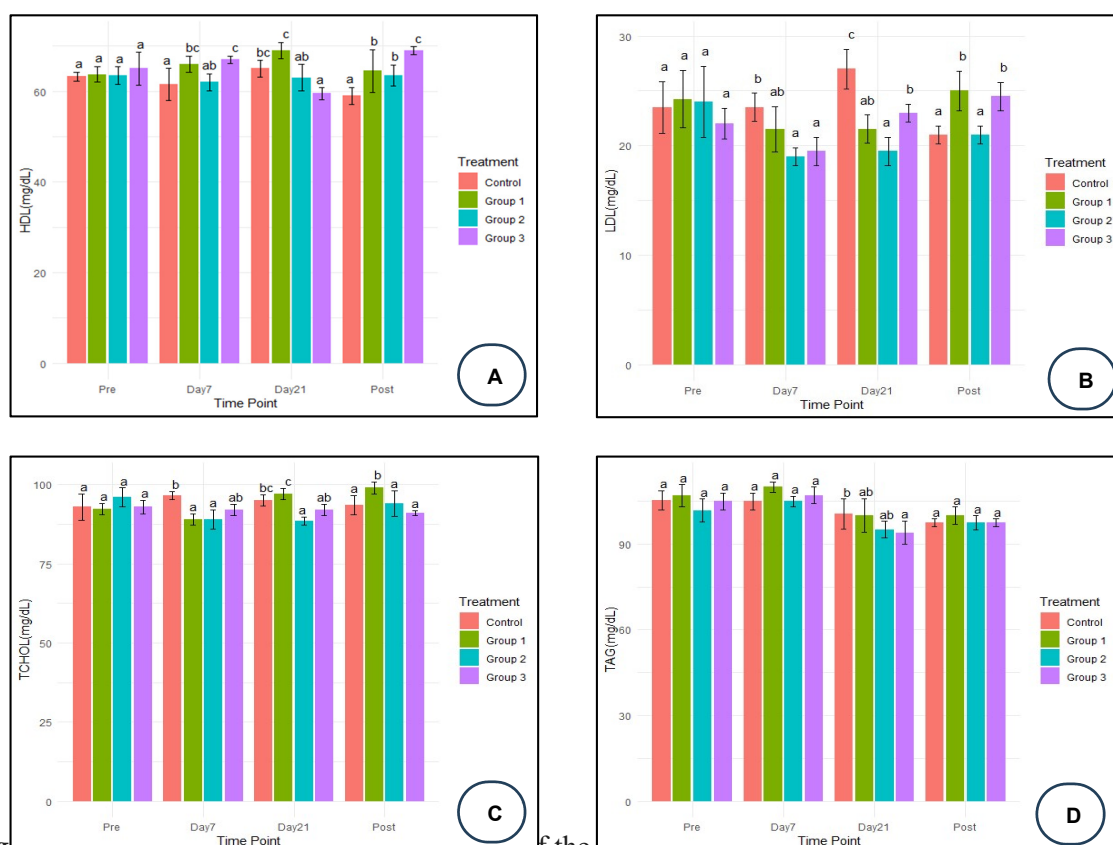 a a a a a bc ab c bc c ab a a b b c
60
40
20
0
HDL(mg/dL)
Pre Day7 Day21 Post
Time Point
Treatment
Control
Group 1
Group 2
Group 3
A
a a a a b ab a a c ab a b a b a b
30
20
10
0
LDL(mg/dL)
Pre Day7 Day21 Post
Time Point
Treatment
Control
Group 1
Group 2
Group 3
B
a a a a b a a ab bc c a ab a b a a
100
75
50
25
0
TCHOL(mg/dL)
Pre Day7 Day21 Post
Time Point
Treatment
Control
Group 1
Group 2
Group 3
C
a a a a a a a a b ab ab a a a a a
90
60
30
0
TAG(mg/dL)
Pre Day7 Day21 Post
Time Point
Treatment
Control
Group 1
Group 2
Group 3
D